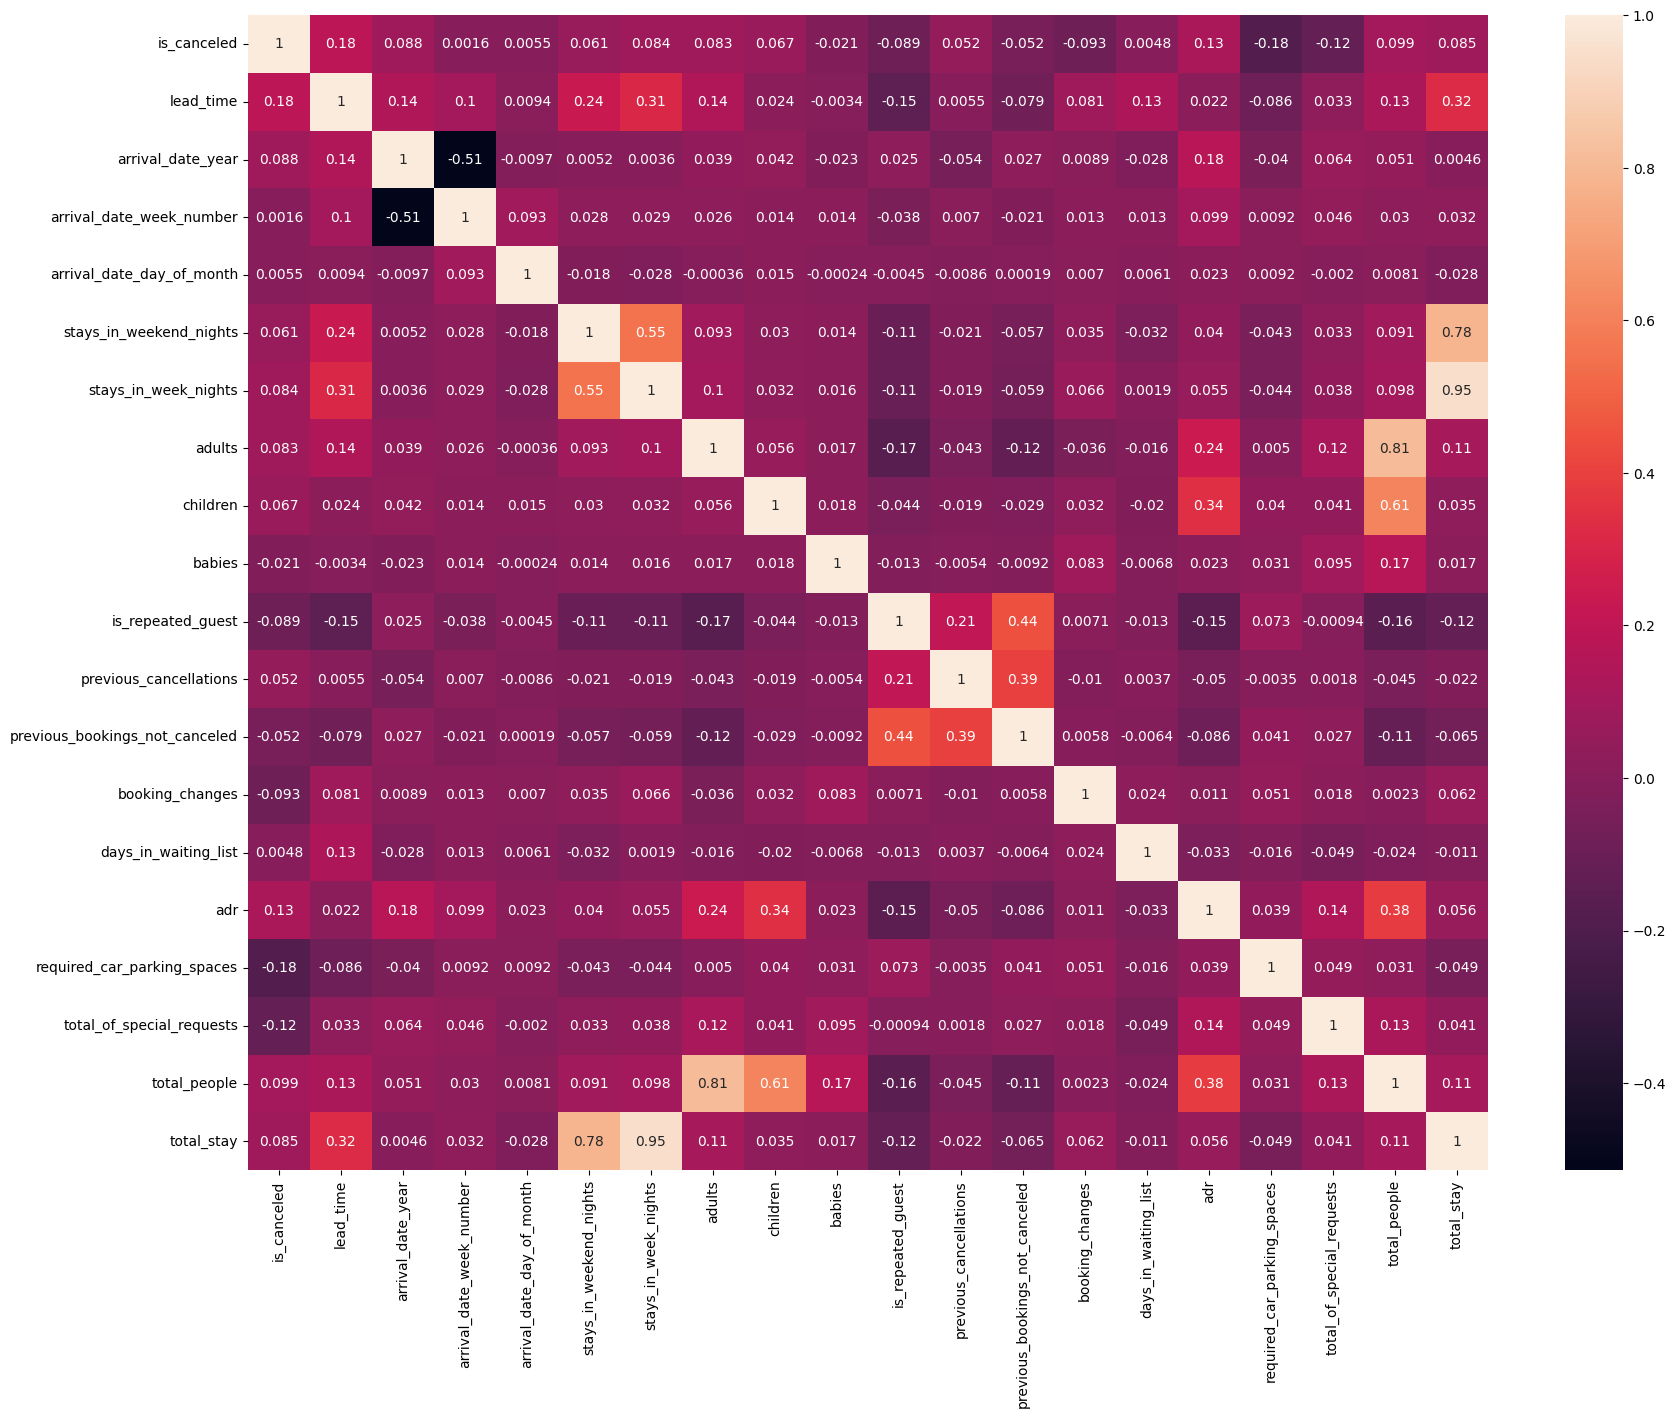 is_canceled 1 0.18 0.088 0.0016 0.0055 0.061 0.084 0.083 0.067 -0.021 -0.089 0.052 -0.052 -0.093 0.0048 0.13 -0.18 -0.12 0.099 0.085
lead_time 0.18 1 0.14 0.1 0.0094 0.24 0.31 0.14 0.024 -0.0034 -0.15 0.0055 -0.079 0.081 0.13 0.022 -0.086 0.033 0.13 0.32
arrival_date_year 0.088 0.14 1 -0.51 -0.0097 0.0052 0.0036 0.039 0.042 -0.023 0.025 -0.054 0.027 0.0089 -0.028 0.18 -0.04 0.064 0.051 0.0046
arrival_date_week_number 0.0016 0.1 -0.51 1 0.093 0.028 0.029 0.026 0.014 0.014 -0.038 0.007 -0.021 0.013 0.013 0.099 0.0092 0.046 0.03 0.032
arrival_date_day_of_month 0.0055 0.0094 -0.0097 0.093 1 -0.018 -0.028 -0.00036 0.015 -0.00024 -0.0045 -0.0086 0.00019 0.007 0.0061 0.023 0.0092 -0.002 0.0081 -0.028
stays_in_weekend_nights 0.061 0.24 0.0052 0.028 -0.018 1 0.55 0.093 0.03 0.014 -0.11 -0.021 -0.057 0.035 -0.032 0.04 -0.043 0.033 0.091 0.78
stays_in_week_nights 0.084 0.31 0.0036 0.029 -0.028 0.55 1 0.1 0.032 0.016 -0.11 -0.019 -0.059 0.066 0.0019 0.055 -0.044 0.038 0.098 0.95
adults 0.083 0.14 0.039 0.026 -0.00036 0.093 0.1 1 0.056 0.017 -0.17 -0.043 -0.12 -0.036 -0.016 0.24 0.005 0.12 0.81 0.11
children 0.067 0.024 0.042 0.014 0.015 0.03 0.032 0.056 1 0.018 -0.044 -0.019 -0.029 0.032 -0.02 0.34 0.04 0.041 0.61 0.035
babies -0.021 -0.0034 -0.023 0.014 -0.00024 0.014 0.016 0.017 0.018 1 -0.013 -0.0054 -0.0092 0.083 -0.0068 0.023 0.031 0.095 0.17 0.017
is_repeated_guest -0.089 -0.15 0.025 -0.038 -0.0045 -0.11 -0.11 -0.17 -0.044 -0.013 1 0.21 0.44 0.0071 -0.013 -0.15 0.073 -0.00094 -0.16 -0.12
previous_cancellations 0.052 0.0055 -0.054 0.007 -0.0086 -0.021 -0.019 -0.043 -0.019 -0.0054 0.21 1 0.39 -0.01 0.0037 -0.05 -0.0035 0.0018 -0.045 -0.022
previous_bookings_not_canceled -0.052 -0.079 0.027 -0.021 0.00019 -0.057 -0.059 -0.12 -0.029 -0.0092 0.44 0.39 1 0.0058 -0.0064 -0.086 0.041 0.027 -0.11 -0.065
booking_changes -0.093 0.081 0.0089 0.013 0.007 0.035 0.066 -0.036 0.032 0.083 0.0071 -0.01 0.0058 1 0.024 0.011 0.051 0.018 0.0023 0.062
days_in_waiting_list 0.0048 0.13 -0.028 0.013 0.0061 -0.032 0.0019 -0.016 -0.02 -0.0068 -0.013 0.0037 -0.0064 0.024 1 -0.033 -0.016 -0.049 -0.024 -0.011
adr 0.13 0.022 0.18 0.099 0.023 0.04 0.055 0.24 0.34 0.023 -0.15 -0.05 -0.086 0.011 -0.033 1 0.039 0.14 0.38 0.056
required_car_parking_spaces -0.18 -0.086 -0.04 0.0092 0.0092 -0.043 -0.044 0.005 0.04 0.031 0.073 -0.0035 0.041 0.051 -0.016 0.039 1 0.049 0.031 -0.049
total_of_special_requests -0.12 0.033 0.064 0.046 -0.002 0.033 0.038 0.12 0.041 0.095 -0.00094 0.0018 0.027 0.018 -0.049 0.14 0.049 1 0.13 0.041
total_people 0.099 0.13 0.051 0.03 0.0081 0.091 0.098 0.81 0.61 0.17 -0.16 -0.045 -0.11 0.0023 -0.024 0.38 0.031 0.13 1 0.11
total_stay 0.085 0.32 0.0046 0.032 -0.028 0.78 0.95 0.11 0.035 0.017 -0.12 -0.022 -0.065 0.062 -0.011 0.056 -0.049 0.041 0.11 1
is_canceled
lead_time
arrival_date_year
arrival_date_week_number
arrival_date_day_of_month
stays_in_weekend_nights
stays_in_week_nights
adults
children
babies
is_repeated_guest
previous_cancellations
previous_bookings_not_canceled
booking_changes
days_in_waiting_list
adr
required_car_parking_spaces
total_of_special_requests
total_people
total_stay
1.0
0.8
0.6
0.4
0.2
0.0
−0.2
−0.4